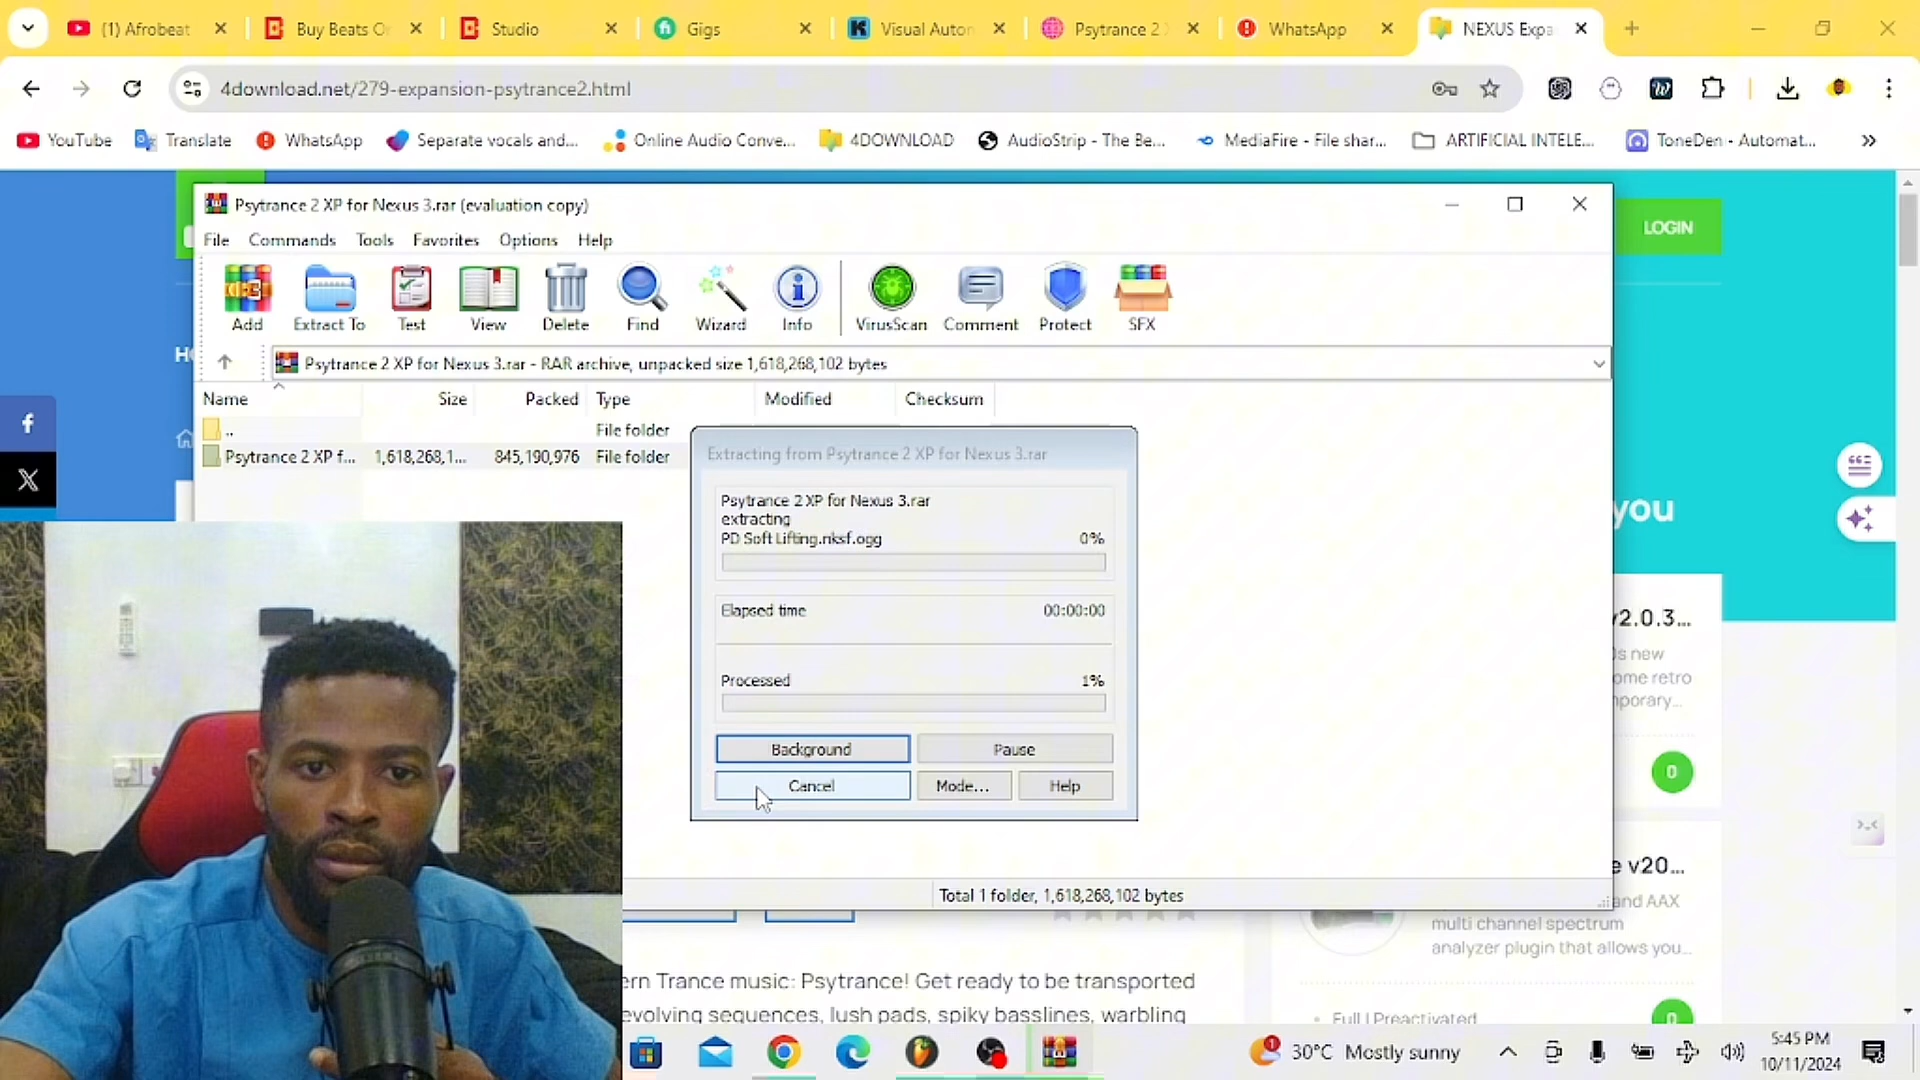 (1) Afrobeat
Buy Beats O
Studio
Gigs
Visual Auto
Psytrance 2
WhatsApp
NEXUS Expa
4download.net/279-expansion-psytrance2.html
YouTube
Translate
WhatsApp
Separate vocals and...
Online Audio Conve...
4DOWNLOAD
AudioStrip - The Be...
MediaFire - File shar...
ARTIFICIAL INTELE...
ToneDen - Automat...
LOGIN
Psytrance 2 XP for Nexus 3.rar (evaluation copy)
File Commands Tools Favorites Options Help
Add Extract To Test View Delete Find Wizard Info VirusScan Comment Protect SFX
Psytrance 2 XP for Nexus 3.rar - RAR archive, unpacked size 1,618,268,102 bytes
Name Size Packed Type Modified Checksum
.. File folder
Psytrance 2 XP f... 1,618,268,1... 845,190,976 File folder
Extracting from Psytrance 2 XP for Nexus 3.rar
Psytrance 2 XP for Nexus 3.rar
extracting
PD Soft Lifting.nksf.ogg 0%
Elapsed time 00:00:00
Processed 1%
Background Pause
Cancel Mode... Help
Total 1 folder, 1,618,268,102 bytes
you
v2.0.3...
s new
ome retro
mporary...
0
e v20...
and AAX
multi channel spectrum
analyzer plugin that allows you...
ern Trance music: Psytrance! Get ready to be transported
evolving sequences, lush pads, spiky basslines, warbling
Full | Preactivated
0
30°C Mostly sunny
5:45 PM
10/11/2024